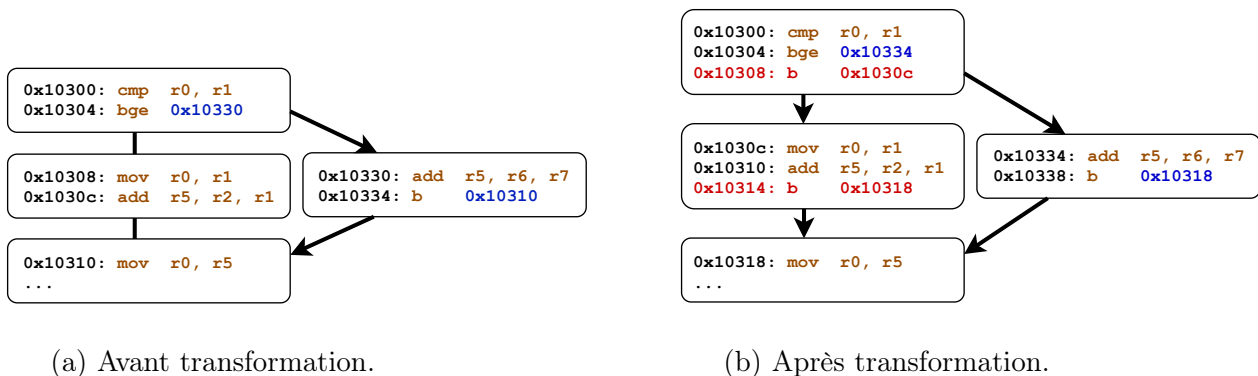 0x10300: cmp r0, r1
0x10304: bge 0x10330
0x10308: mov r0, r1
0x1030c: add r5, r2, r1
0x10330: add r5, r6, r7
0x10334: b 0x10310
0x10310: mov r0, r5
...
(a) Avant transformation.
0x10300: cmp r0, r1
0x10304: bge 0x10334
0x10308: b 0x1030c
0x1030c: mov r0, r1
0x10310: add r5, r2, r1
0x10314: b 0x10318
0x10334: add r5, r6, r7
0x10338: b 0x10318
0x10318: mov r0, r5
...
(b) Après transformation.